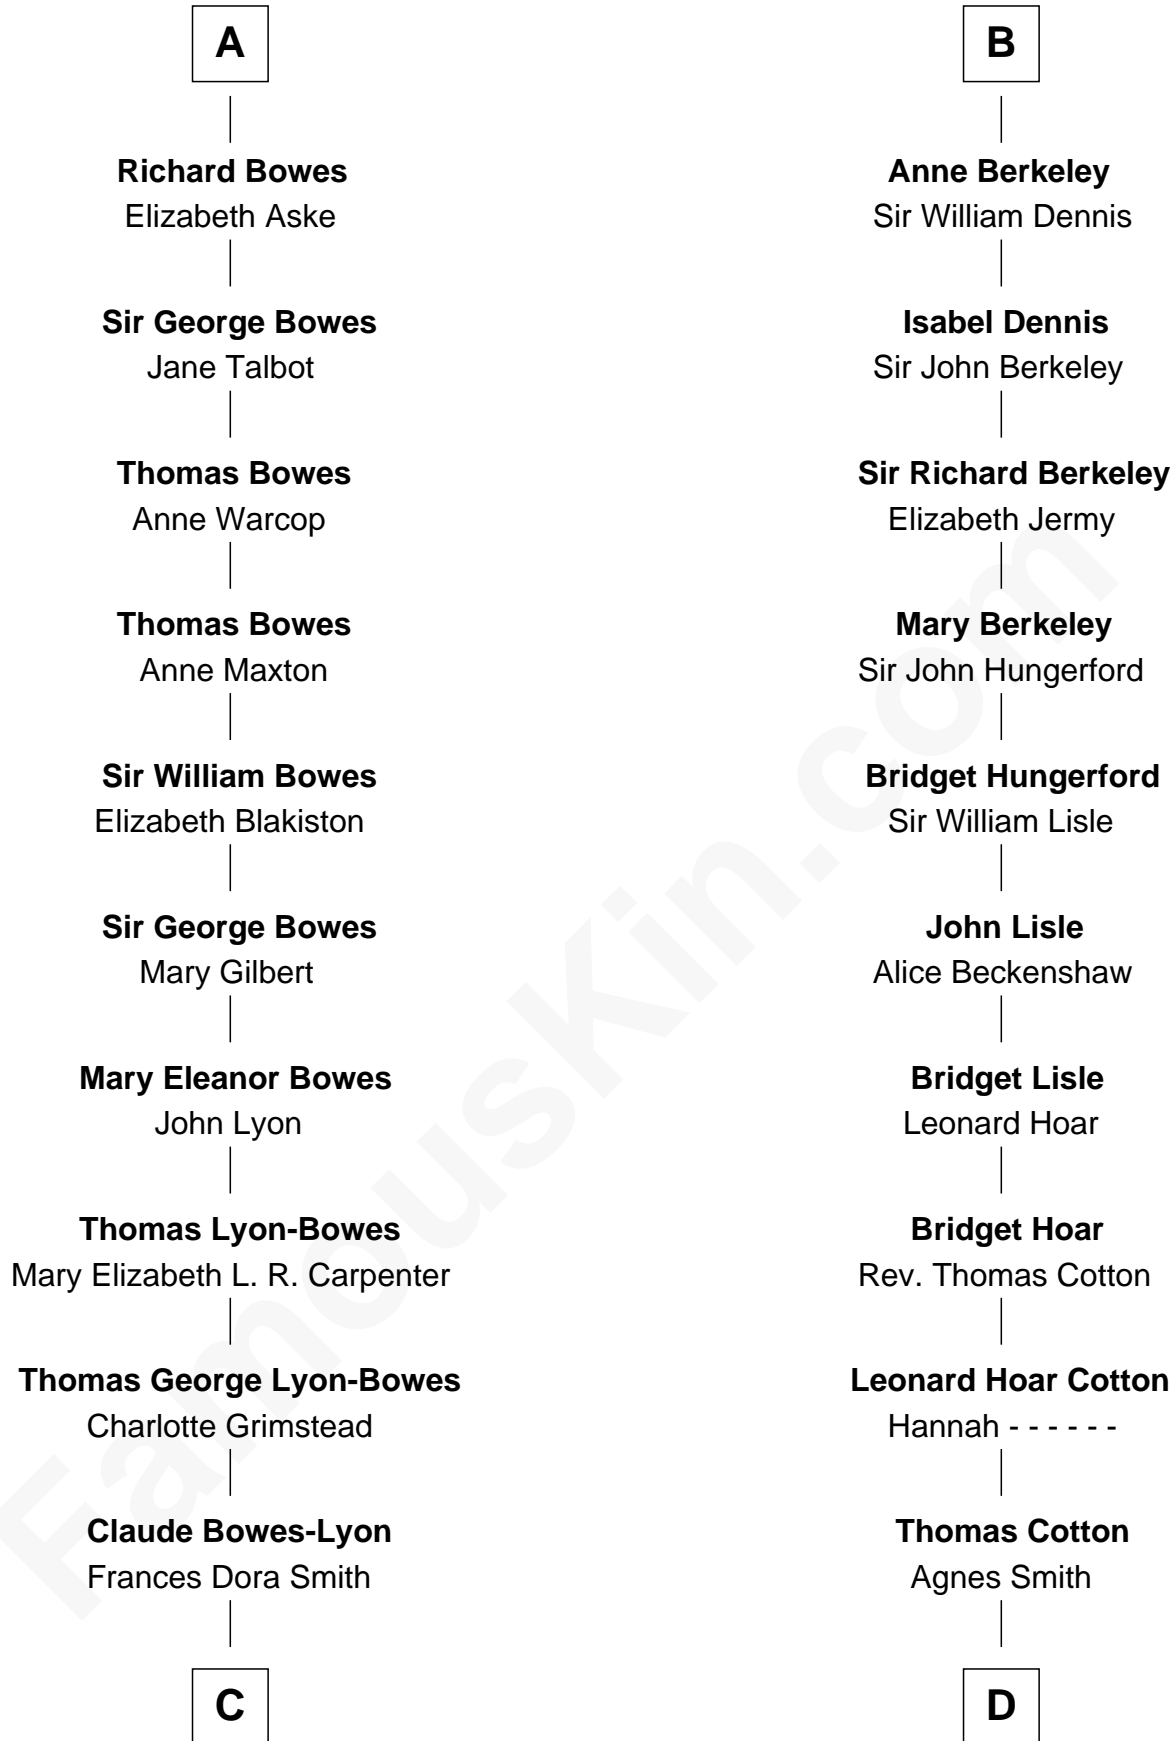 A
Richard Bowes
Elizabeth Aske
Sir George Bowes
Jane Talbot
Thomas Bowes
Anne Warcop
Thomas Bowes
Anne Maxton
Sir William Bowes
Elizabeth Blakiston
Sir George Bowes
Mary Gilbert
Mary Eleanor Bowes
John Lyon
Thomas Lyon-Bowes
Mary Elizabeth L. R. Carpenter
Thomas George Lyon-Bowes
Charlotte Grimstead
Claude Bowes-Lyon
Frances Dora Smith
C
B
Anne Berkeley
Sir William Dennis
Isabel Dennis
Sir John Berkeley
Sir Richard Berkeley
Elizabeth Jermy
Mary Berkeley
Sir John Hungerford
Bridget Hungerford
Sir William Lisle
John Lisle
Alice Beckenshaw
Bridget Lisle
Leonard Hoar
Bridget Hoar
Rev. Thomas Cotton
Leonard Hoar Cotton
Hannah - - - - - -
Thomas Cotton
Agnes Smith
D
FamousKin.com